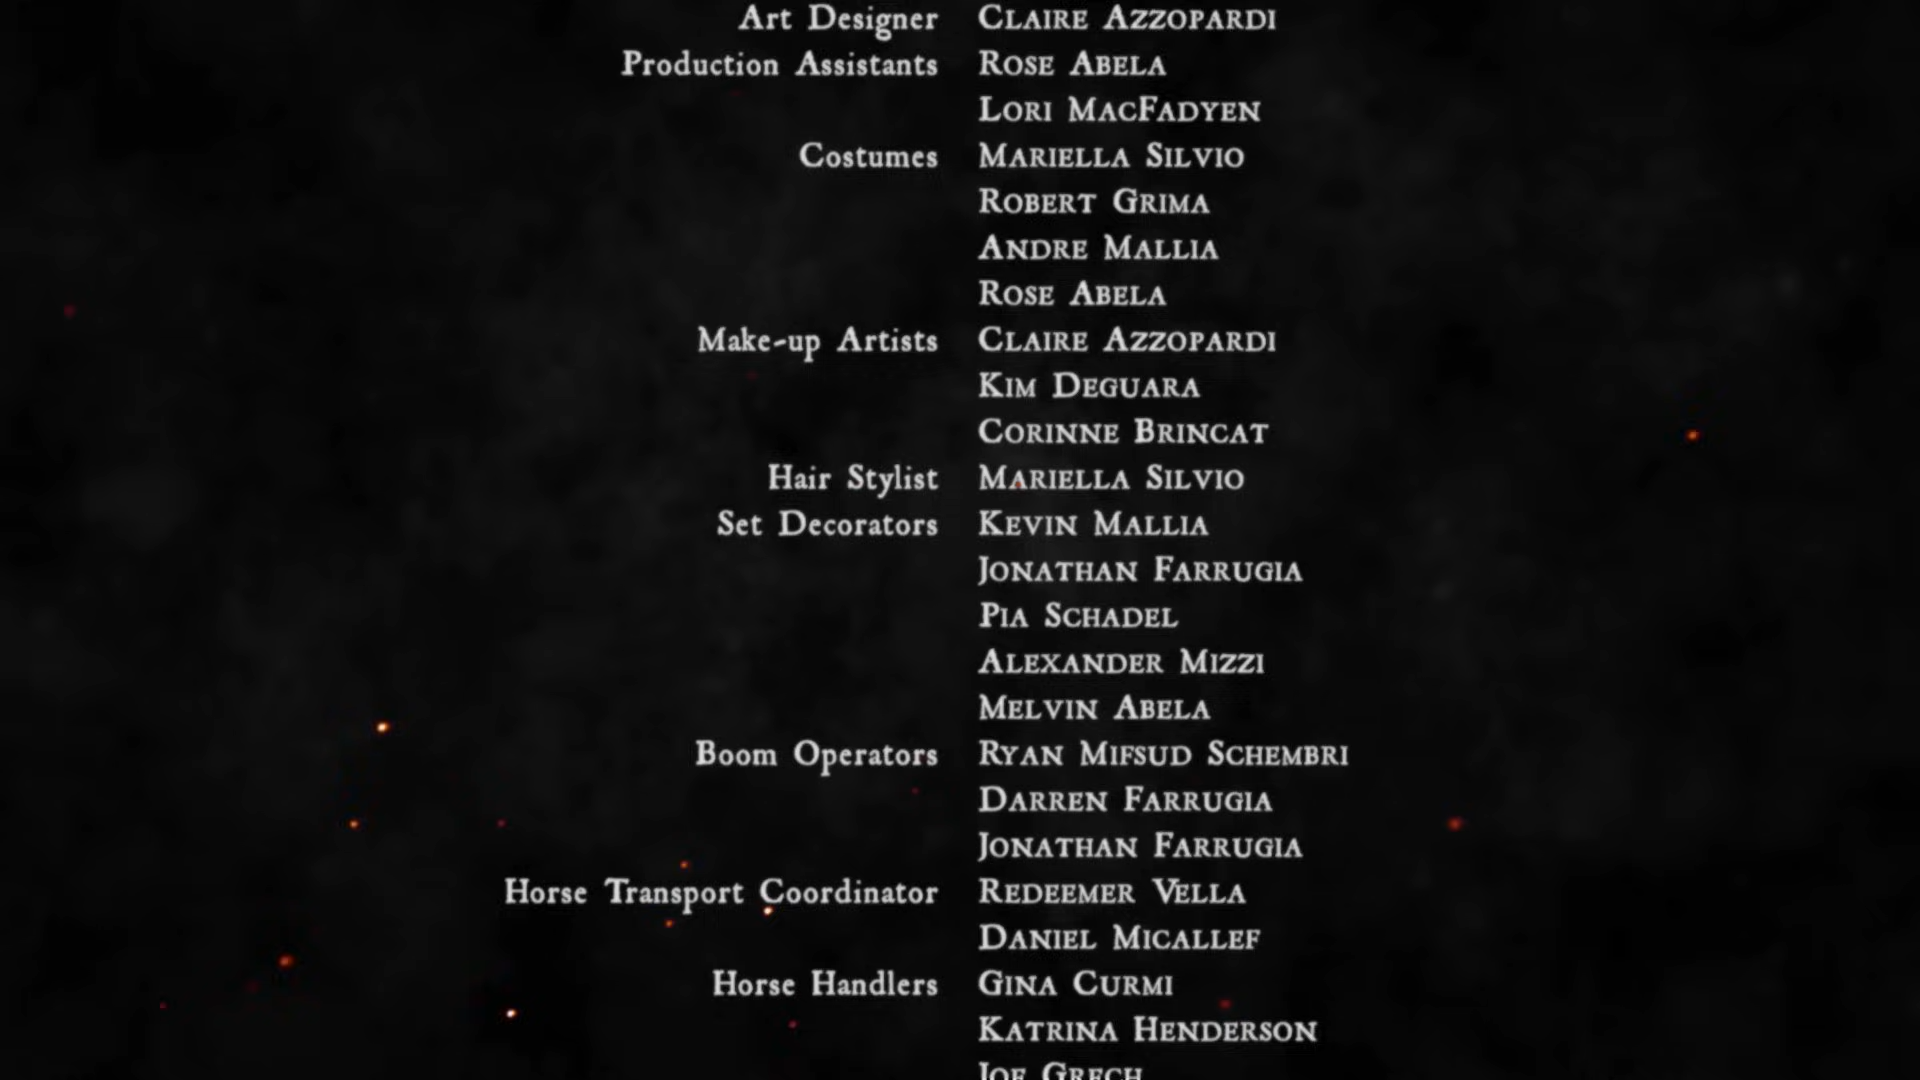 Art Designer Claire Azzopardi
Production Assistants Rose Abela
Lori MacFadyen
Costumes Mariella Silvio
Robert Grima
Andre Mallia
Rose Abela
Make-up Artists Claire Azzopardi
Kim Deguara
Corinne Brincat
Hair Stylist Mariella Silvio
Set Decorators Kevin Mallia
Jonathan Farrugia
Pia Schadel
Alexander Mizzi
Melvin Abela
Boom Operators Ryan Mifsud Schembri
Darren Farrugia
Jonathan Farrugia
Horse Transport Coordinator Redeemer Vella
Daniel Micallef
Horse Handlers Gina Curmi
Katrina Henderson
Joe Grech